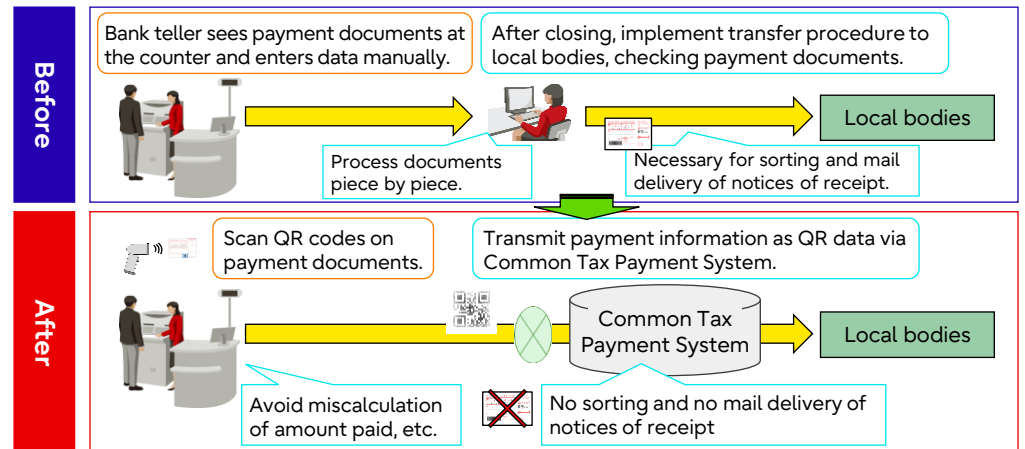 Before
Bank teller sees payment documents at
the counter and enters data manually.
After closing, implement transfer procedure to
local bodies, checking payment documents.
Local bodies
Process documents
piece by piece.
Necessary for sorting and mail
delivery of notices of receipt.
After
Scan QR codes on
payment documents.
Transmit payment information as QR data via
Common Tax Payment System.
Common Tax
Payment System
Local bodies
Avoid miscalculation
of amount paid, etc.
No sorting and no mail delivery of
notices of receipt